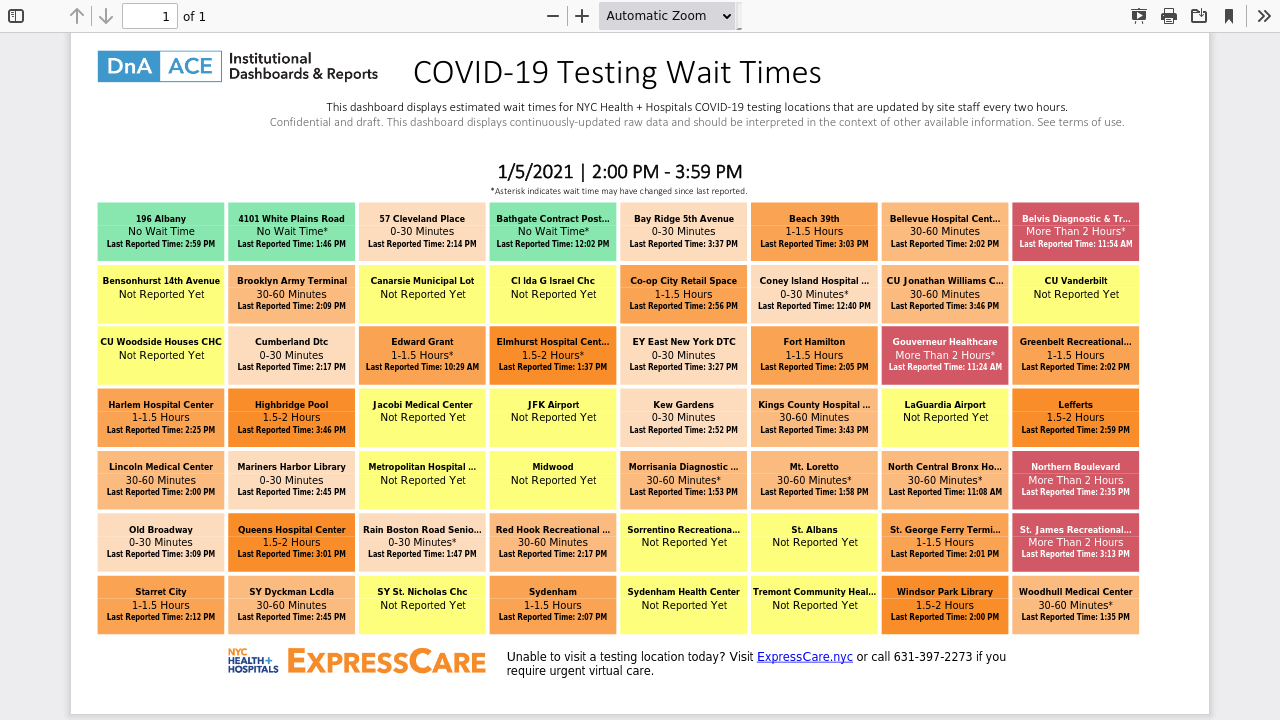 1 of 1 Automatic Zoom
DnA ACE Institutional Dashboards & Reports
COVID-19 Testing Wait Times
This dashboard displays estimated wait times for NYC Health + Hospitals COVID-19 testing locations that are updated by site staff every two hours.
Confidential and draft. This dashboard displays continuously-updated raw data and should be interpreted in the context of other available information. See terms of use.
1/5/2021 | 2:00 PM - 3:59 PM
*Asterisk indicates wait time may have changed since last reported.
196 Albany
No Wait Time
Last Reported Time: 2:59 PM
4101 White Plains Road
No Wait Time*
Last Reported Time: 1:46 PM
57 Cleveland Place
0-30 Minutes
Last Reported Time: 2:14 PM
Bathgate Contract Post...
No Wait Time*
Last Reported Time: 12:02 PM
Bay Ridge 5th Avenue
0-30 Minutes
Last Reported Time: 3:37 PM
Beach 39th
1-1.5 Hours
Last Reported Time: 3:03 PM
Bellevue Hospital Cent...
30-60 Minutes
Last Reported Time: 2:02 PM
Belvis Diagnostic & Tr...
More Than 2 Hours*
Last Reported Time: 11:54 AM
Bensonhurst 14th Avenue
Not Reported Yet
Brooklyn Army Terminal
30-60 Minutes
Last Reported Time: 2:09 PM
Canarsie Municipal Lot
Not Reported Yet
Cl Ida G Israel Chc
Not Reported Yet
Co-op City Retail Space
1-1.5 Hours
Last Reported Time: 2:56 PM
Coney Island Hospital ...
0-30 Minutes*
Last Reported Time: 12:40 PM
CU Jonathan Williams C...
30-60 Minutes
Last Reported Time: 3:46 PM
CU Vanderbilt
Not Reported Yet
CU Woodside Houses CHC
Not Reported Yet
Cumberland Dtc
0-30 Minutes
Last Reported Time: 2:17 PM
Edward Grant
1-1.5 Hours*
Last Reported Time: 10:29 AM
Elmhurst Hospital Cent...
1.5-2 Hours*
Last Reported Time: 1:37 PM
EY East New York DTC
0-30 Minutes
Last Reported Time: 3:27 PM
Fort Hamilton
1-1.5 Hours
Last Reported Time: 2:05 PM
Gouverneur Healthcare
More Than 2 Hours*
Last Reported Time: 11:24 AM
Greenbelt Recreational...
1-1.5 Hours
Last Reported Time: 2:02 PM
Harlem Hospital Center
1-1.5 Hours
Last Reported Time: 2:25 PM
Highbridge Pool
1.5-2 Hours
Last Reported Time: 3:46 PM
Jacobi Medical Center
Not Reported Yet
JFK Airport
Not Reported Yet
Kew Gardens
0-30 Minutes
Last Reported Time: 2:52 PM
Kings County Hospital ...
30-60 Minutes
Last Reported Time: 3:43 PM
LaGuardia Airport
Not Reported Yet
Lefferts
1.5-2 Hours
Last Reported Time: 2:59 PM
Lincoln Medical Center
30-60 Minutes
Last Reported Time: 2:00 PM
Mariners Harbor Library
0-30 Minutes
Last Reported Time: 2:45 PM
Metropolitan Hospital ...
Not Reported Yet
Midwood
Not Reported Yet
Morrisania Diagnostic ...
30-60 Minutes*
Last Reported Time: 1:53 PM
Mt. Loretto
30-60 Minutes*
Last Reported Time: 1:58 PM
North Central Bronx Ho...
30-60 Minutes*
Last Reported Time: 11:08 AM
Northern Boulevard
More Than 2 Hours
Last Reported Time: 2:35 PM
Old Broadway
0-30 Minutes
Last Reported Time: 3:09 PM
Queens Hospital Center
1.5-2 Hours
Last Reported Time: 3:01 PM
Rain Boston Road Senio...
0-30 Minutes*
Last Reported Time: 1:47 PM
Red Hook Recreational ...
30-60 Minutes
Last Reported Time: 2:17 PM
Sorrentino Recreationa...
Not Reported Yet
St. Albans
Not Reported Yet
St. George Ferry Termi...
1-1.5 Hours
Last Reported Time: 2:01 PM
St. James Recreational...
More Than 2 Hours
Last Reported Time: 3:13 PM
Starret City
1-1.5 Hours
Last Reported Time: 2:12 PM
SY Dyckman Lcdla
30-60 Minutes
Last Reported Time: 2:45 PM
SY St. Nicholas Chc
Not Reported Yet
Sydenham
1-1.5 Hours
Last Reported Time: 2:07 PM
Sydenham Health Center
Not Reported Yet
Tremont Community Heal...
Not Reported Yet
Windsor Park Library
1.5-2 Hours
Last Reported Time: 2:00 PM
Woodhull Medical Center
30-60 Minutes*
Last Reported Time: 1:35 PM
NYC HEALTH+ HOSPITALS
EXPRESSCARE
Unable to visit a testing location today? Visit ExpressCare.nyc or call 631-397-2273 if you
require urgent virtual care.